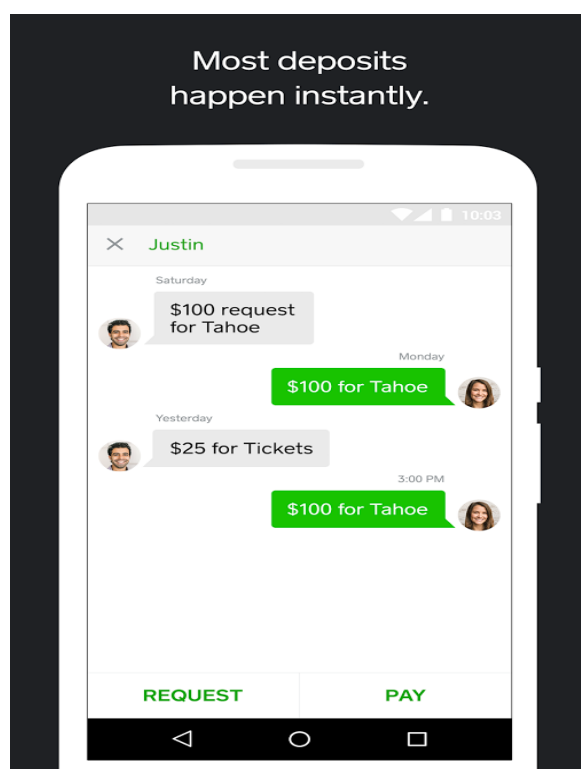 Most deposits
happen instantly.
10:03
Justin
Saturday
$100 request
for Tahoe
Monday
$100 for Tahoe
Yesterday
$25 for Tickets
3:00 PM
$100 for Tahoe
REQUEST
PAY